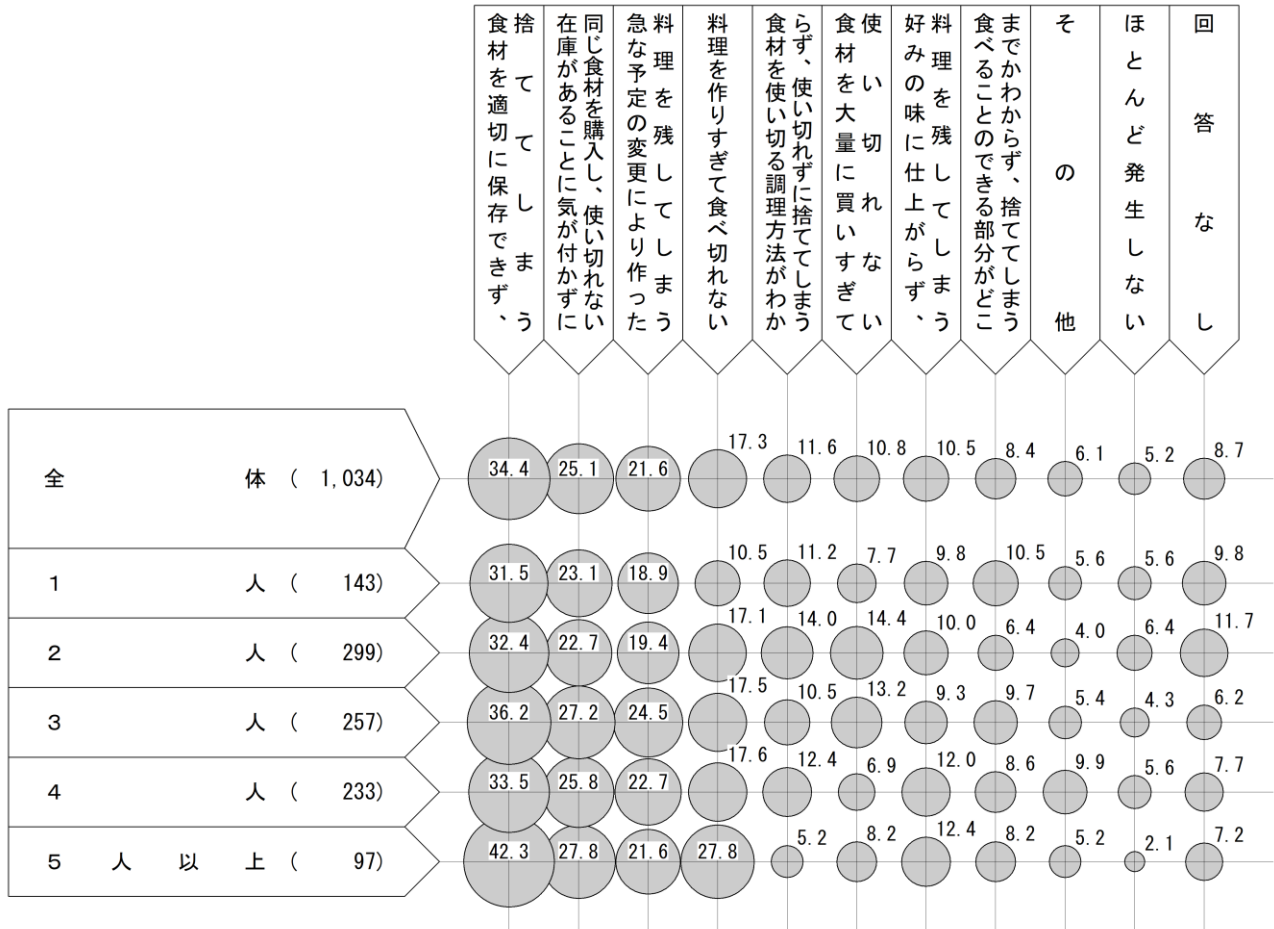 食材を適切に保存できず、
捨ててしまう
在庫があることに気が付かずに
同じ食材を購入し、使い切れない
急な予定の変更により作った
料理を残してしまう
料理を作りすぎて食べ切れない
食材を使い切る調理方法がわか
らず、使い切れずに捨ててしまう
食材を大量に買いすぎて
使い切れない
好みの味に仕上がらず、
料理を残してしまう
食べることのできる部分がどこ
までかわからず、捨ててしまう
その他
ほとんど発生しない
回答なし
全体 ( 1,034) 34.4 25.1 21.6 17.3 11.6 10.8 10.5 8.4 6.1 5.2 8.7
1人 ( 143) 31.5 23.1 18.9 10.5 11.2 7.7 9.8 10.5 5.6 5.6 9.8
2人 ( 299) 32.4 22.7 19.4 17.1 14.0 14.4 10.0 6.4 4.0 6.4 11.7
3人 ( 257) 36.2 27.2 24.5 17.5 10.5 13.2 9.3 9.7 5.4 4.3 6.2
4人 ( 233) 33.5 25.8 22.7 17.6 12.4 6.9 12.0 8.6 9.9 5.6 7.7
5人以上 ( 97) 42.3 27.8 21.6 27.8 5.2 8.2 12.4 8.2 5.2 2.1 7.2